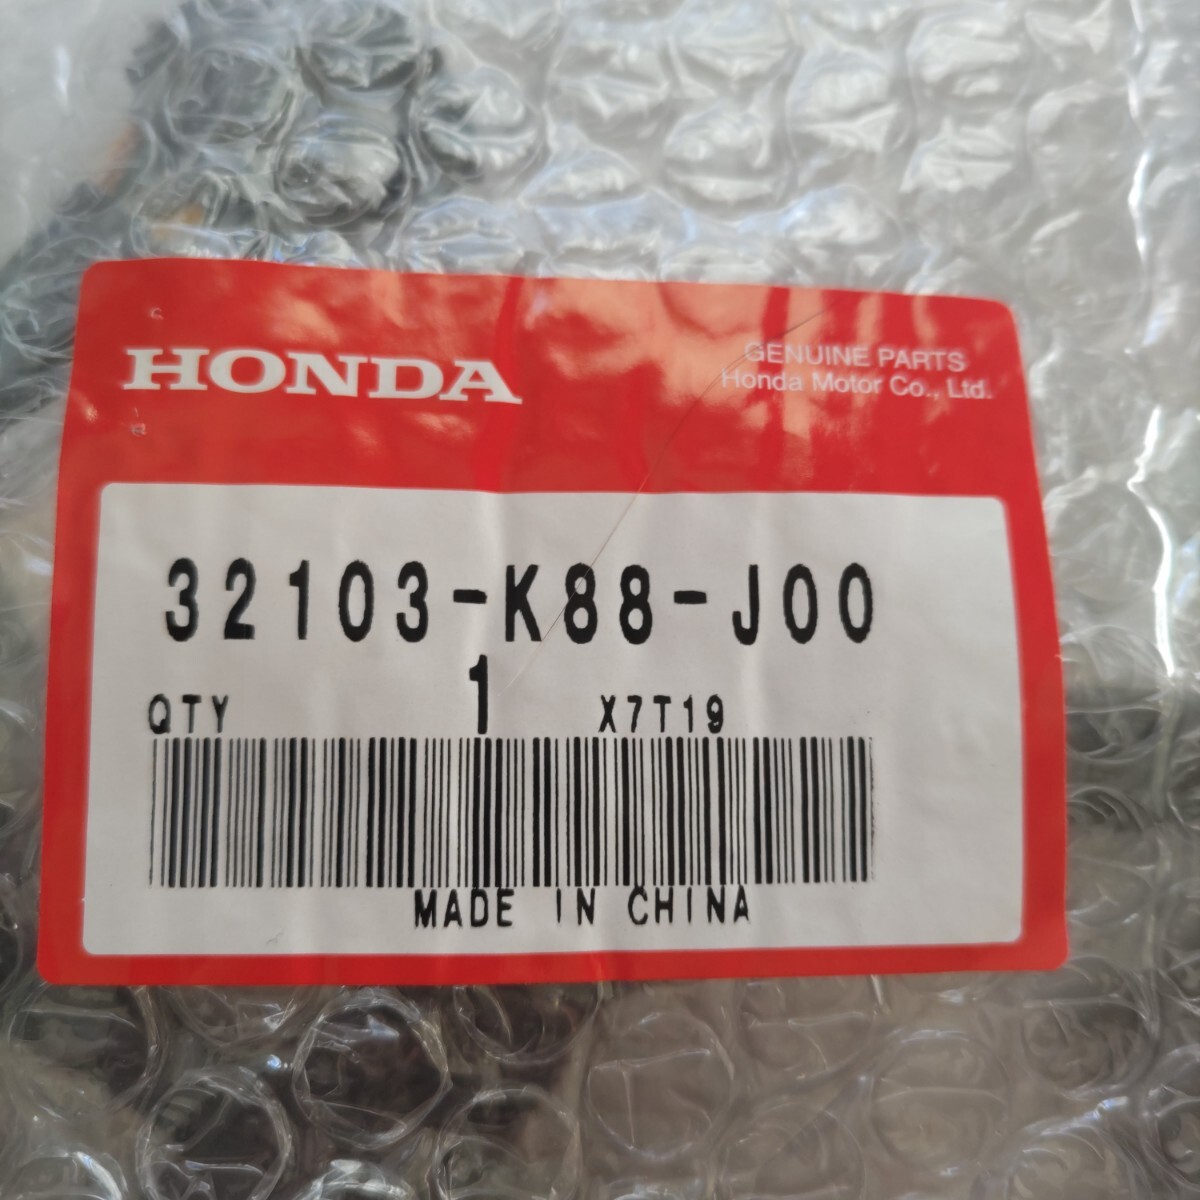 HONDA
GENUINE PARTS
Honda Motor Co., Ltd.
32103-K88-J00
QTY 1 X7T19
MADE IN CHINA